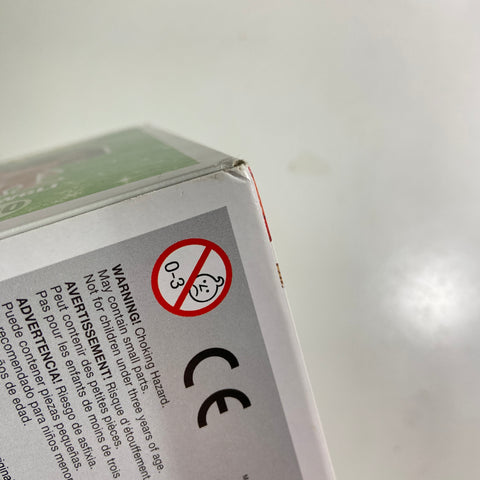 0-3
WARNING! Choking Hazard.
May contain small parts.
Not for children under three years of age.
AVERTISSEMENT! Risque d'étouffement
Peut contenir des petites pièces.
Pas pour les enfants de moins de trois
ADVERTENCIA! Riesgo de asfixia.
Puede contener piezas pequeñas.
recomendado para niños menor
ños de edad.
CE